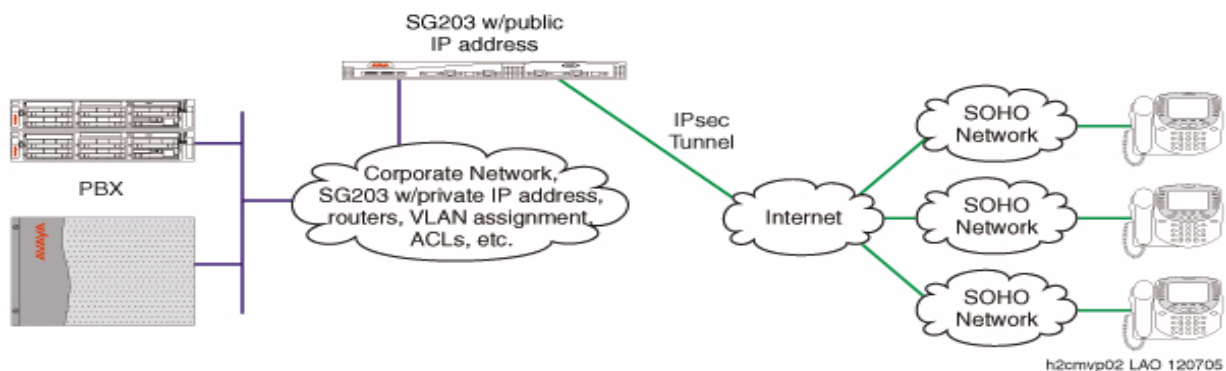 SG203 w/public
IP address
AVAYA
IPsec
Tunnel
SOHO
Network
PBX
Corporate Network,
SG203 w/private IP address,
routers, VLAN assignment,
ACLs, etc.
Internet
SOHO
Network
AVAYA
SOHO
Network
h2cmvp02 LAO 120705